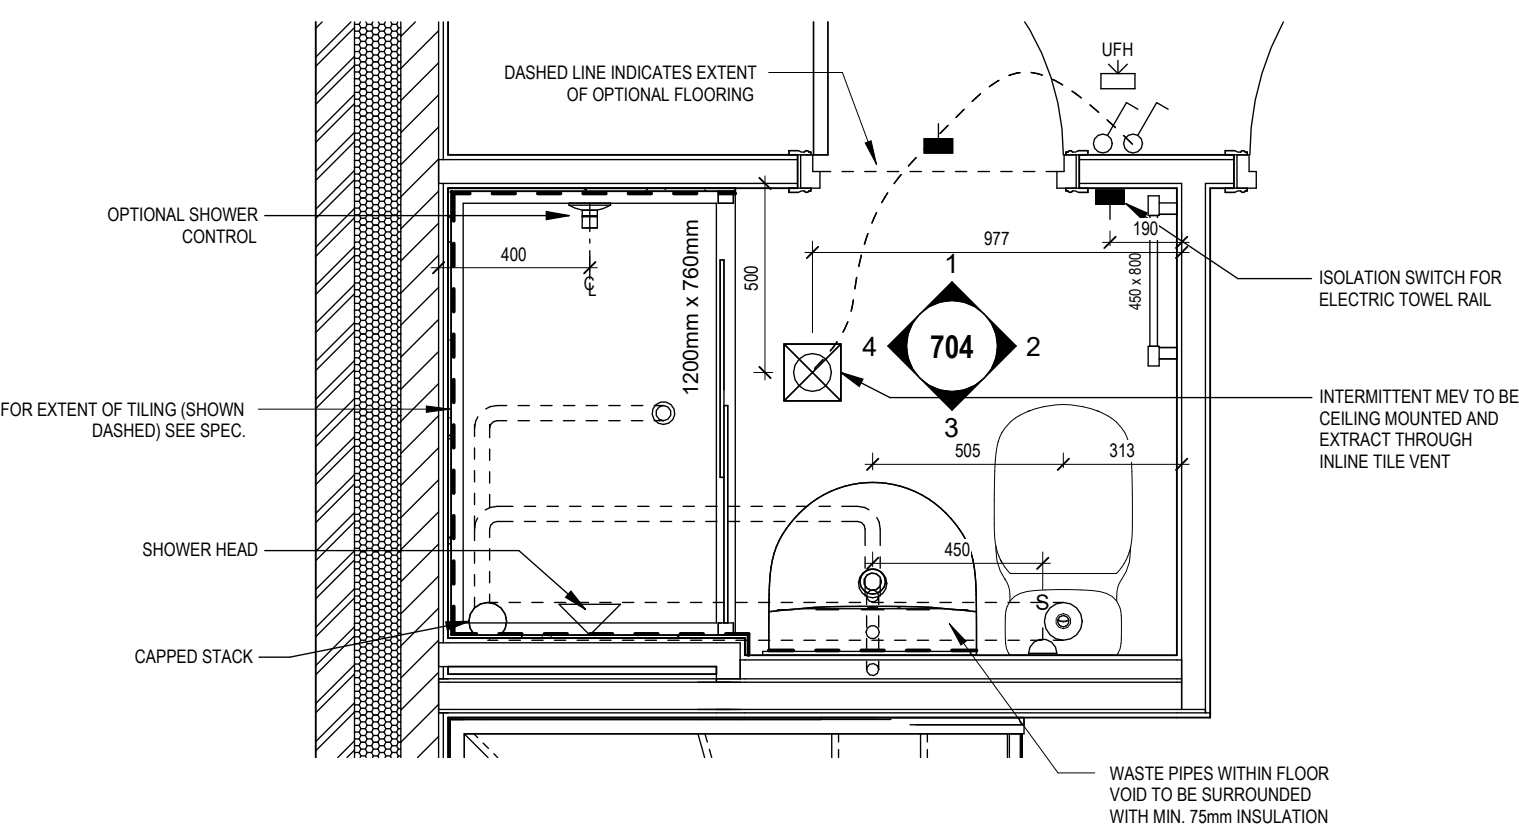 UFH
DASHED LINE INDICATES EXTENT
OF OPTIONAL FLOORING
OPTIONAL SHOWER
CONTROL
400
CL
1200mm x 760mm
500
977
190
450 x 800
ISOLATION SWITCH FOR
ELECTRIC TOWEL RAIL
1
4
704
2
3
INTERMITTENT MEV TO BE
CEILING MOUNTED AND
EXTRACT THROUGH
INLINE TILE VENT
FOR EXTENT OF TILING (SHOWN
DASHED) SEE SPEC.
505
313
SHOWER HEAD
450
S
CAPPED STACK
WASTE PIPES WITHIN FLOOR
VOID TO BE SURROUNDED
WITH MIN. 75mm INSULATION